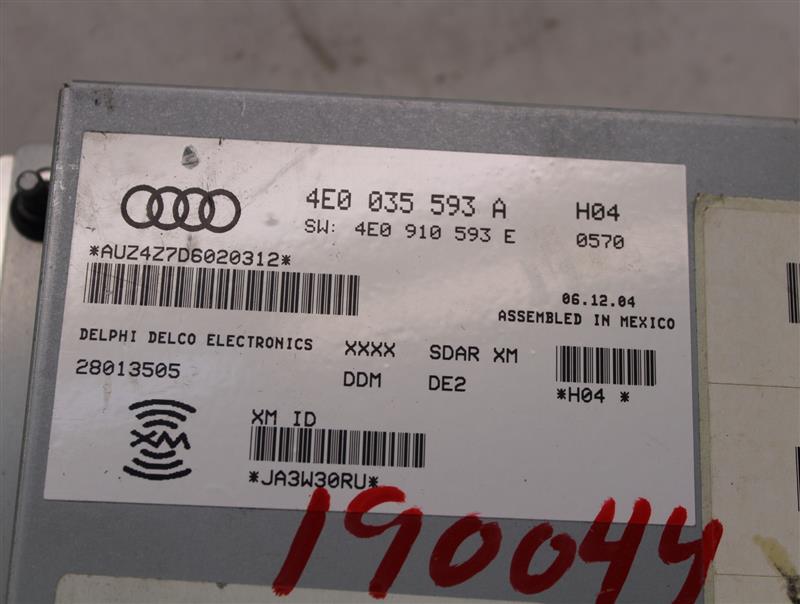 4E0 035 593 A H04
SW: 4E0 910 593 E 0570
*AUZ4Z7D6020312*
06.12.04
ASSEMBLED IN MEXICO
DELPHI DELCO ELECTRONICS XXXX SDAR XM
28013505 DDM DE2
*H04 *
XM
XM ID
*JA3W30RU*
190044